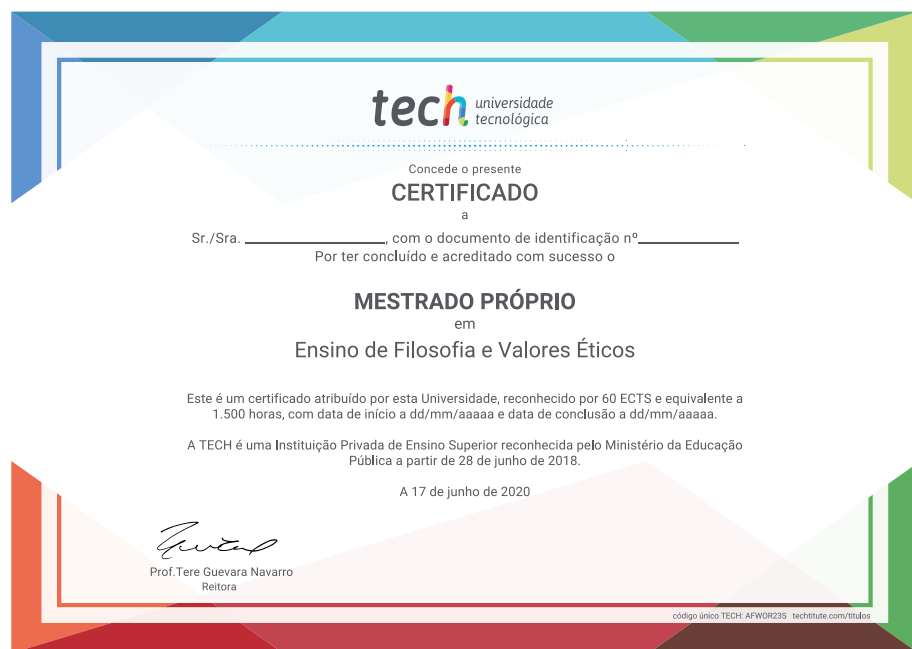 tech universidade
tecnológica
Concede o presente
CERTIFICADO
a
Sr./Sra. ________________, com o documento de identificação nº____________
Por ter concluído e acreditado com sucesso o
MESTRADO PRÓPRIO
em
Ensino de Filosofia e Valores Éticos
Este é um certificado atribuído por esta Universidade, reconhecido por 60 ECTS e equivalente a
1.500 horas, com data de início a dd/mm/aaaaa e data de conclusão a dd/mm/aaaaa.
A TECH é uma Instituição Privada de Ensino Superior reconhecida pelo Ministério da Educação
Pública a partir de 28 de junho de 2018.
A 17 de junho de 2020
Prof.Tere Guevara Navarro
Reitora
código único TECH: AFWOR23S techtitute.com/titulos